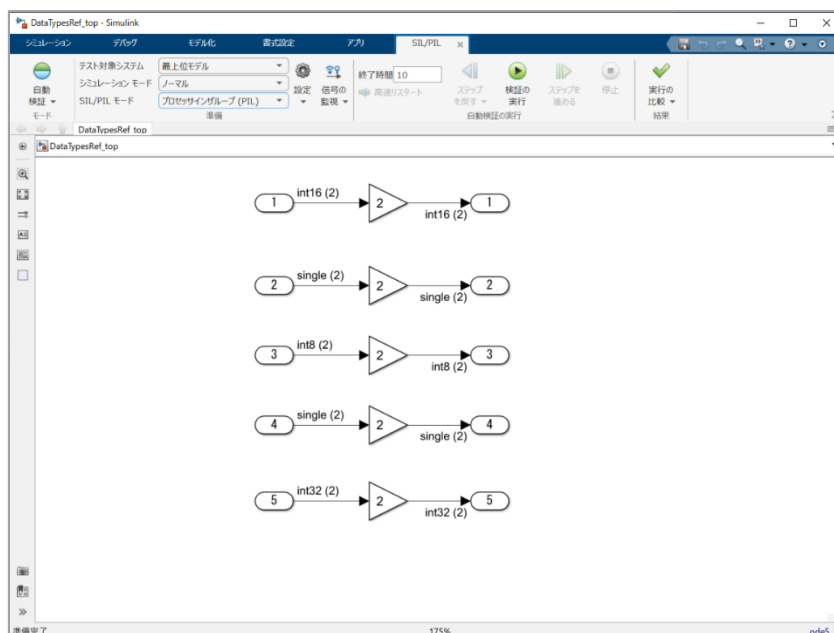 DataTypesRef_top - Simulink
シミュレーション デバッグ モデル化 書式設定 アプリ SIL/PIL
テスト対象システム 最上位モデル
シミュレーション モード ノーマル
SIL/PIL モード プロセッサインザループ (PIL)
自動
検証
モード
準備
設定
信号の
監視
終了時間 10
高速リスタート
ステップ
を戻す
検証の
実行
ステップを
進める
停止
自動検証の実行
実行の
比較
結果
DataTypesRef_top
DataTypesRef_top
1 int16 (2) 2 int16 (2) 1
2 single (2) 2 single (2) 2
3 int8 (2) 2 int8 (2) 3
4 single (2) 2 single (2) 4
5 int32 (2) 2 int32 (2) 5
準備完了 175% ode5